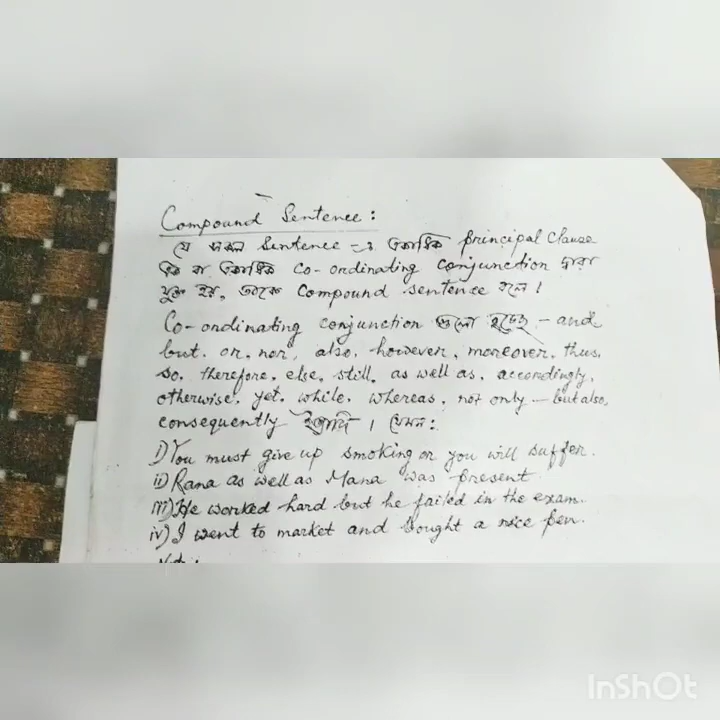 Compound Sentence:
যে সকল Sentence-এ একাধিক principal Clause
এক বা একাধিক Co-ordinating conjunction দ্বারা
যুক্ত হয়, তাকে Compound sentence বলে।
Co-ordinating conjunction গুলো হচ্ছে - and
but, or, nor, also, however, moreover, thus,
so, therefore, else, still, as well as, accordingly,
otherwise, yet, while, whereas, not only - but also,
consequently ইত্যাদি। যেমন:
i) You must give up smoking or you will suffer.
ii) Rana as well as Mana was present.
iii) He worked hard but he failed in the exam.
iv) I went to market and bought a nice pen.
InShOt